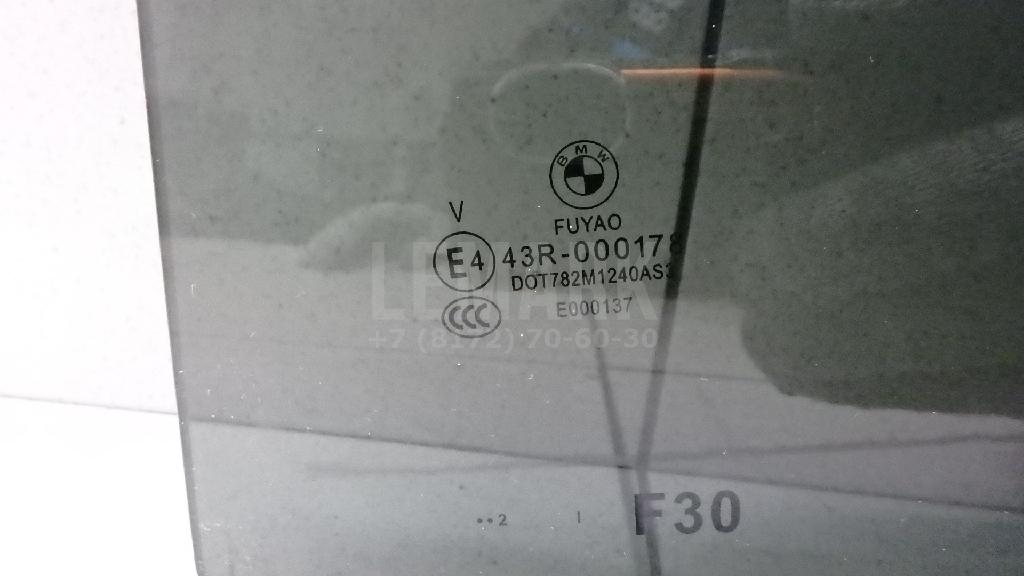 BMW
FUYAO
V
E4 43R-000178
DOT782M1240AS3
CCC E000137
+7 (8172) 70-60-30
F30
••2 I